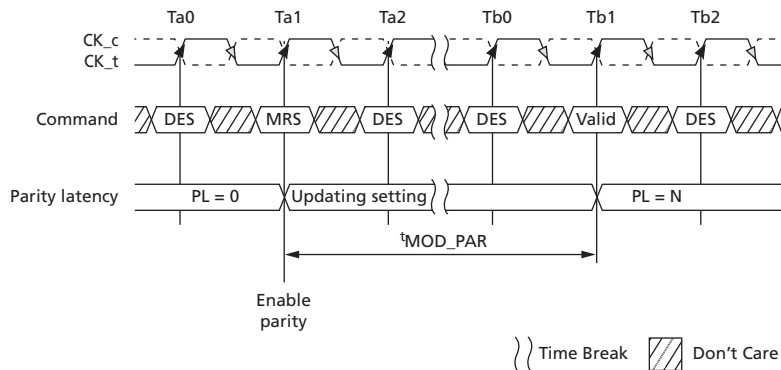 Ta0 Ta1 Ta2 Tb0 Tb1 Tb2
CK_c
CK_t
Command DES MRS DES DES Valid DES
Parity latency PL = 0 Updating setting PL = N
tMOD_PAR
Enable
parity
Time Break Don't Care